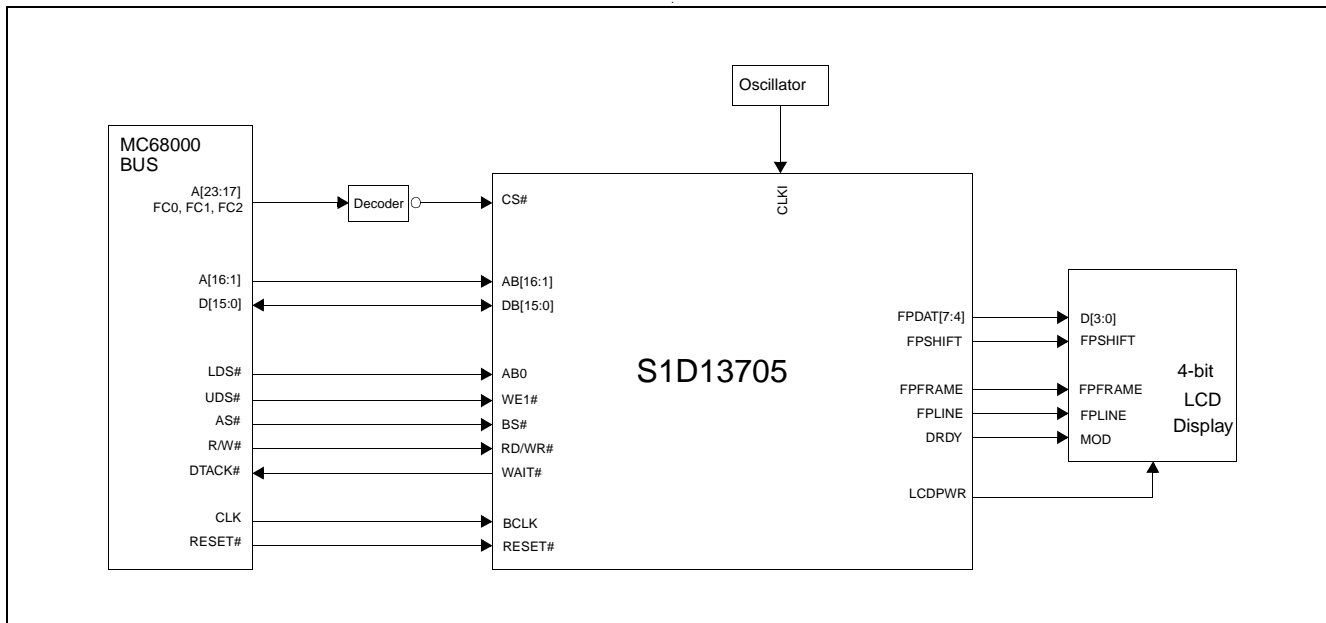 Oscillator
MC68000
BUS
A[23:17]
FC0, FC1, FC2
Decoder
CS#
CLKI
A[16:1]
AB[16:1]
D[15:0]
DB[15:0]
FPDAT[7:4]
D[3:0]
FPSHIFT
FPSHIFT
S1D13705
4-bit
LCD
Display
LDS#
AB0
UDS#
WE1#
FPFRAME
FPFRAME
AS#
BS#
FPLINE
FPLINE
R/W#
RD/WR#
DRDY
MOD
DTACK#
WAIT#
LCDPWR
CLK
BCLK
RESET#
RESET#